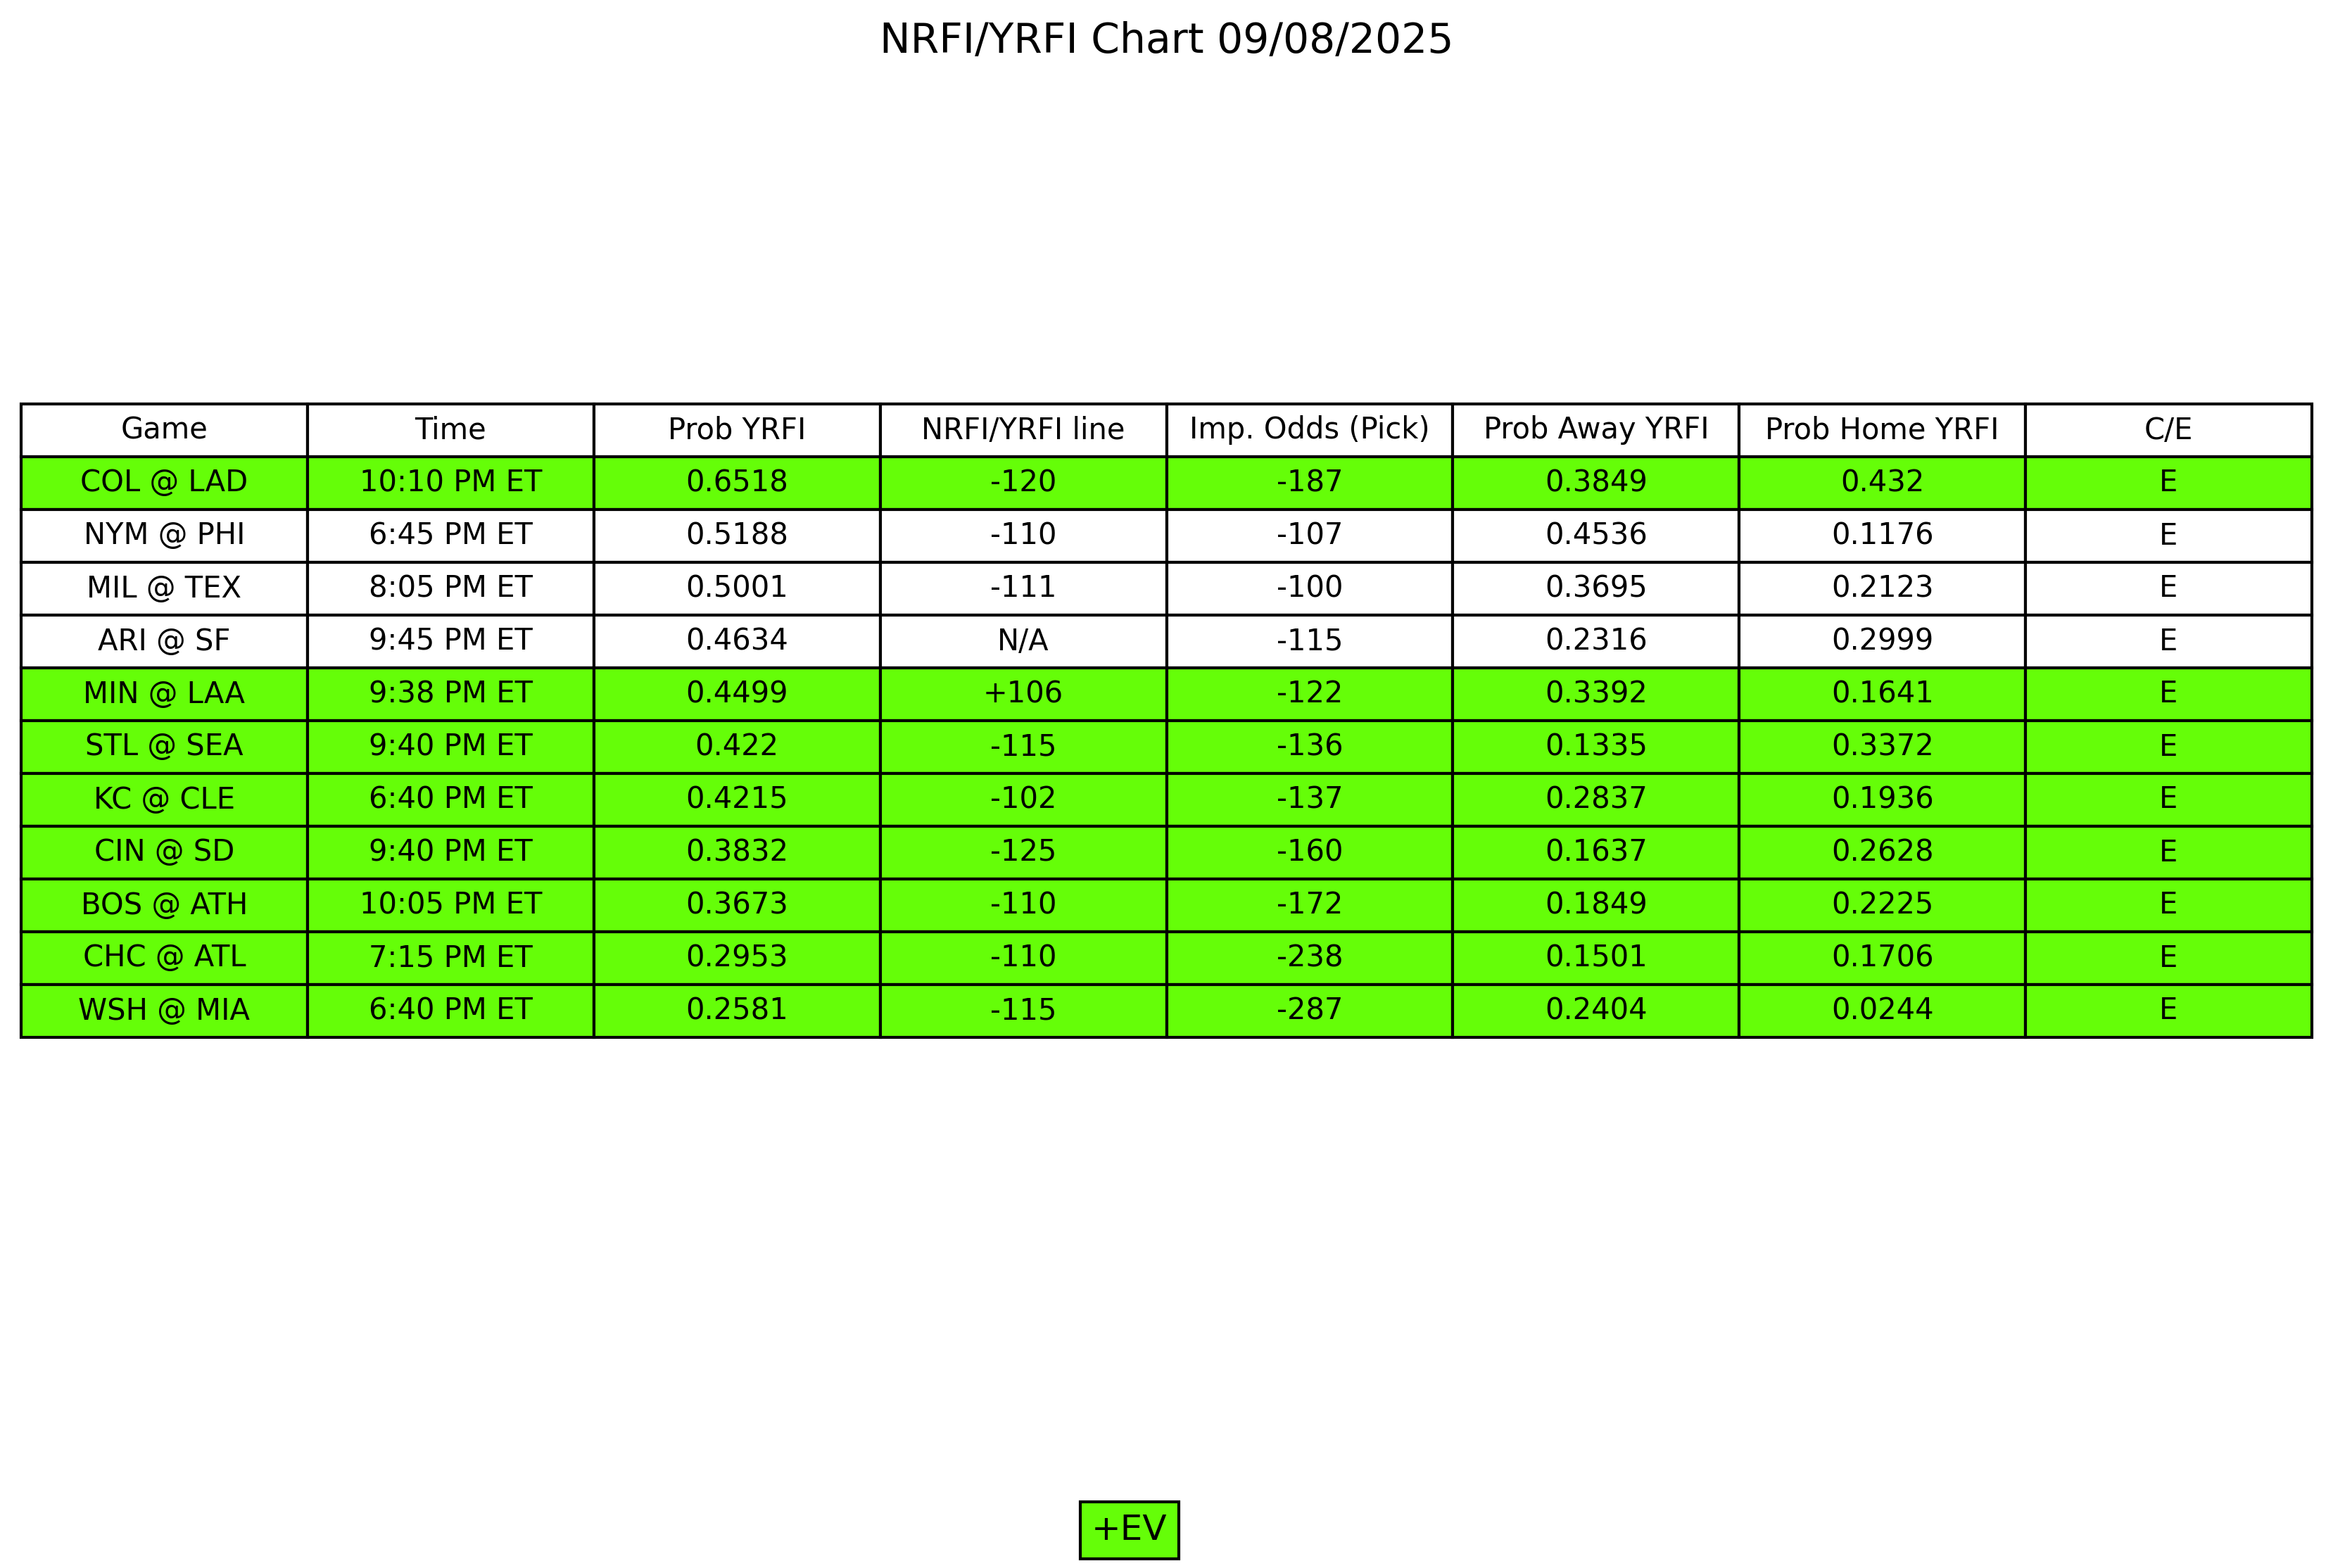 NRFI/YRFI Chart 09/08/2025
Game Time Prob YRFI NRFI/YRFI line Imp. Odds (Pick) Prob Away YRFI Prob Home YRFI C/E
COL @ LAD 10:10 PM ET 0.6518 -120 -187 0.3849 0.432 E
NYM @ PHI 6:45 PM ET 0.5188 -110 -107 0.4536 0.1176 E
MIL @ TEX 8:05 PM ET 0.5001 -111 -100 0.3695 0.2123 E
ARI @ SF 9:45 PM ET 0.4634 N/A -115 0.2316 0.2999 E
MIN @ LAA 9:38 PM ET 0.4499 +106 -122 0.3392 0.1641 E
STL @ SEA 9:40 PM ET 0.422 -115 -136 0.1335 0.3372 E
KC @ CLE 6:40 PM ET 0.4215 -102 -137 0.2837 0.1936 E
CIN @ SD 9:40 PM ET 0.3832 -125 -160 0.1637 0.2628 E
BOS @ ATH 10:05 PM ET 0.3673 -110 -172 0.1849 0.2225 E
CHC @ ATL 7:15 PM ET 0.2953 -110 -238 0.1501 0.1706 E
WSH @ MIA 6:40 PM ET 0.2581 -115 -287 0.2404 0.0244 E
+EV